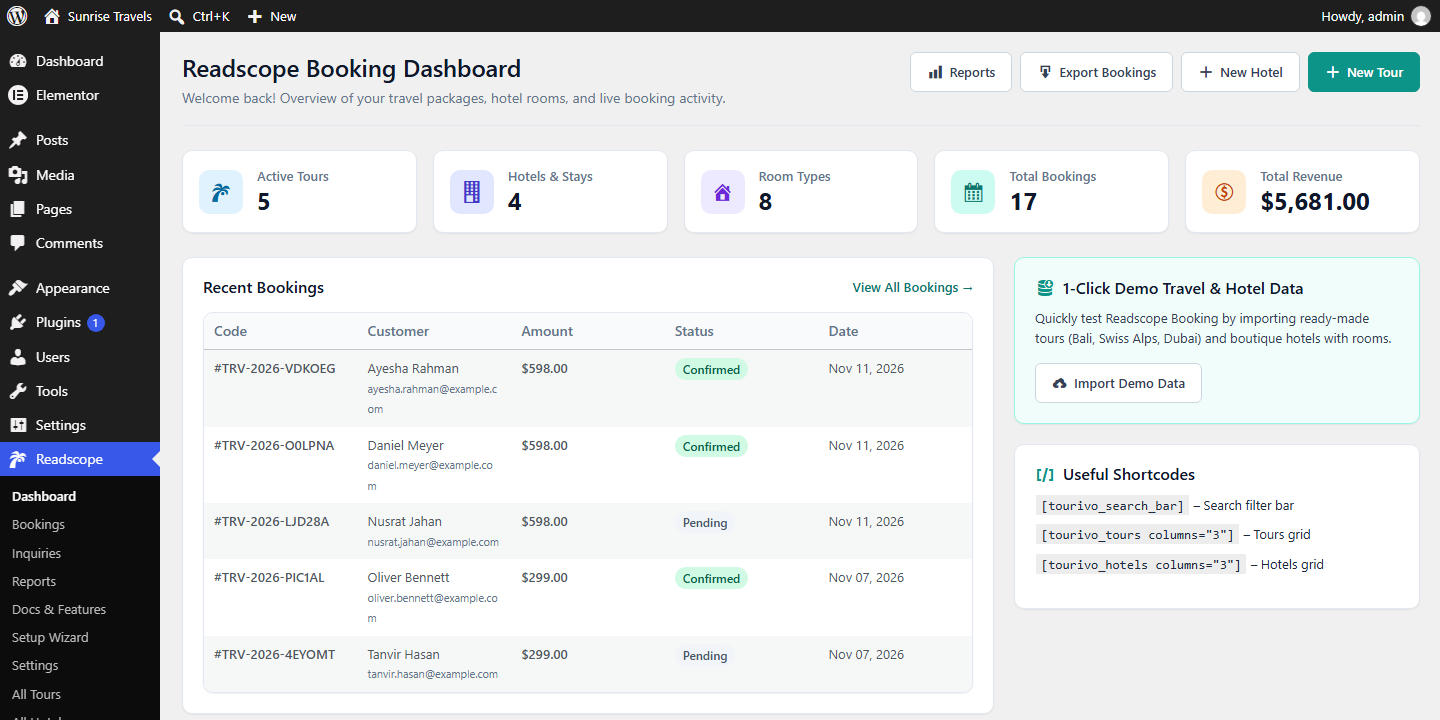 Sunrise Travels Ctrl+K New Howdy, admin
Dashboard
Elementor
Posts
Media
Pages
Comments
Appearance
Plugins 1
Users
Tools
Settings
Readscope
Dashboard
Bookings
Inquiries
Reports
Docs & Features
Setup Wizard
Settings
All Tours
Readscope Booking Dashboard
Welcome back! Overview of your travel packages, hotel rooms, and live booking activity.
Reports Export Bookings New Hotel New Tour
Active Tours
5
Hotels & Stays
4
Room Types
8
Total Bookings
17
Total Revenue
$5,681.00
Recent Bookings View All Bookings →
Code Customer Amount Status Date
#TRV-2026-VDKOEG Ayesha Rahman $598.00 Confirmed Nov 11, 2026
ayesha.rahman@example.c
om
#TRV-2026-O0LPNA Daniel Meyer $598.00 Confirmed Nov 11, 2026
daniel.meyer@example.co
m
#TRV-2026-LJD28A Nusrat Jahan $598.00 Pending Nov 11, 2026
nusrat.jahan@example.com
#TRV-2026-PIC1AL Oliver Bennett $299.00 Confirmed Nov 07, 2026
oliver.bennett@example.co
m
#TRV-2026-4EYOMT Tanvir Hasan $299.00 Pending Nov 07, 2026
tanvir.hasan@example.com
1-Click Demo Travel & Hotel Data
Quickly test Readscope Booking by importing ready-made
tours (Bali, Swiss Alps, Dubai) and boutique hotels with rooms.
Import Demo Data
[/] Useful Shortcodes
[tourivo_search_bar] – Search filter bar
[tourivo_tours columns="3"] – Tours grid
[tourivo_hotels columns="3"] – Hotels grid